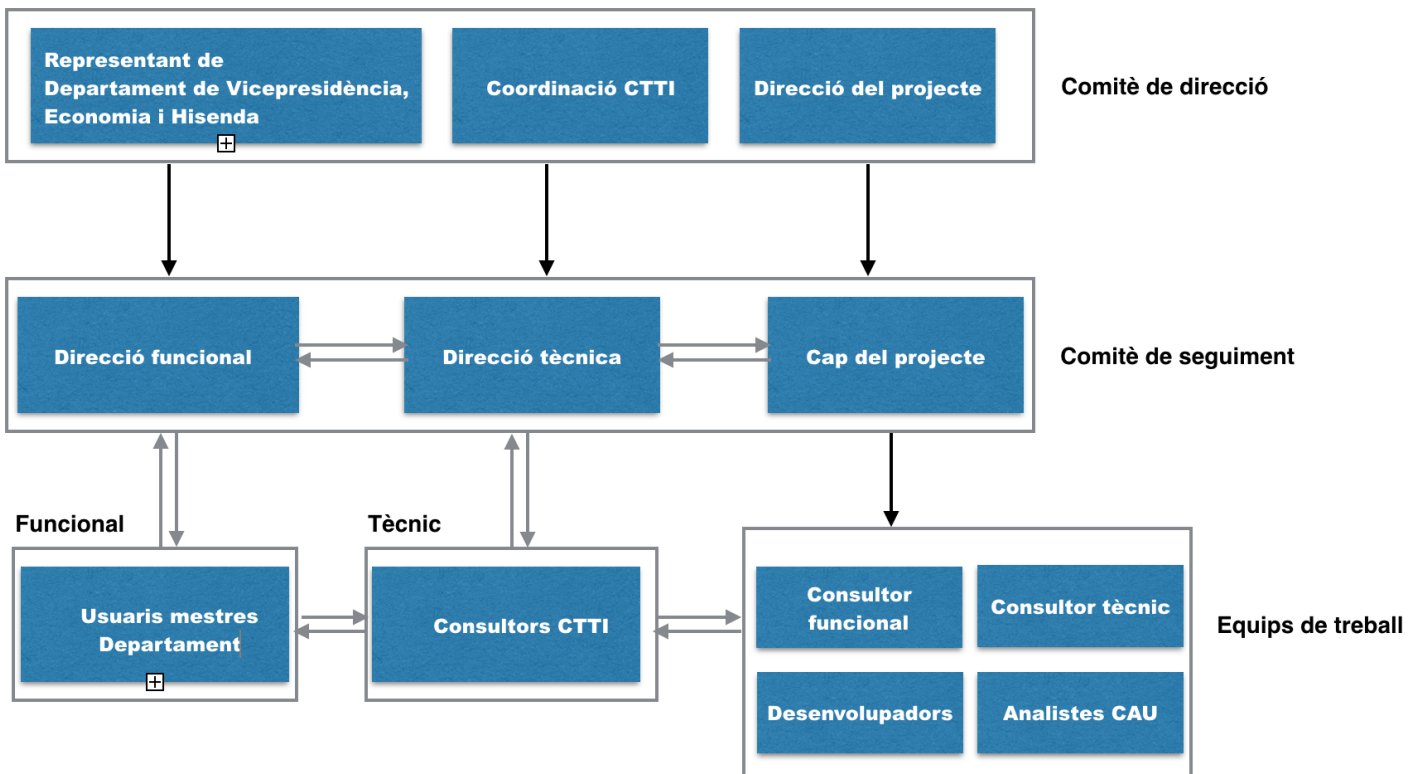 Representant de
Departament de Vicepresidència,
Economia i Hisenda
Coordinació CTTI
Direcció del projecte
Comitè de direcció
Direcció funcional
Direcció tècnica
Cap del projecte
Comitè de seguiment
Funcional
Tècnic
Usuaris mestres
Departament
Consultors CTTI
Consultor
funcional
Consultor tècnic
Desenvolupadors
Analistes CAU
Equips de treball